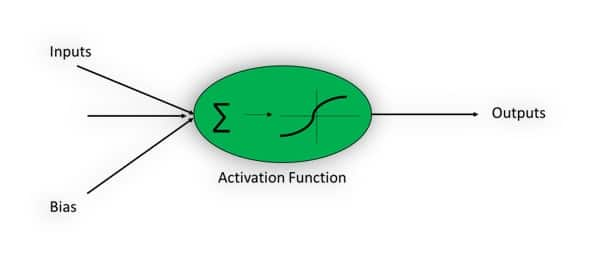 Inputs
∑
Outputs
Activation Function
Bias